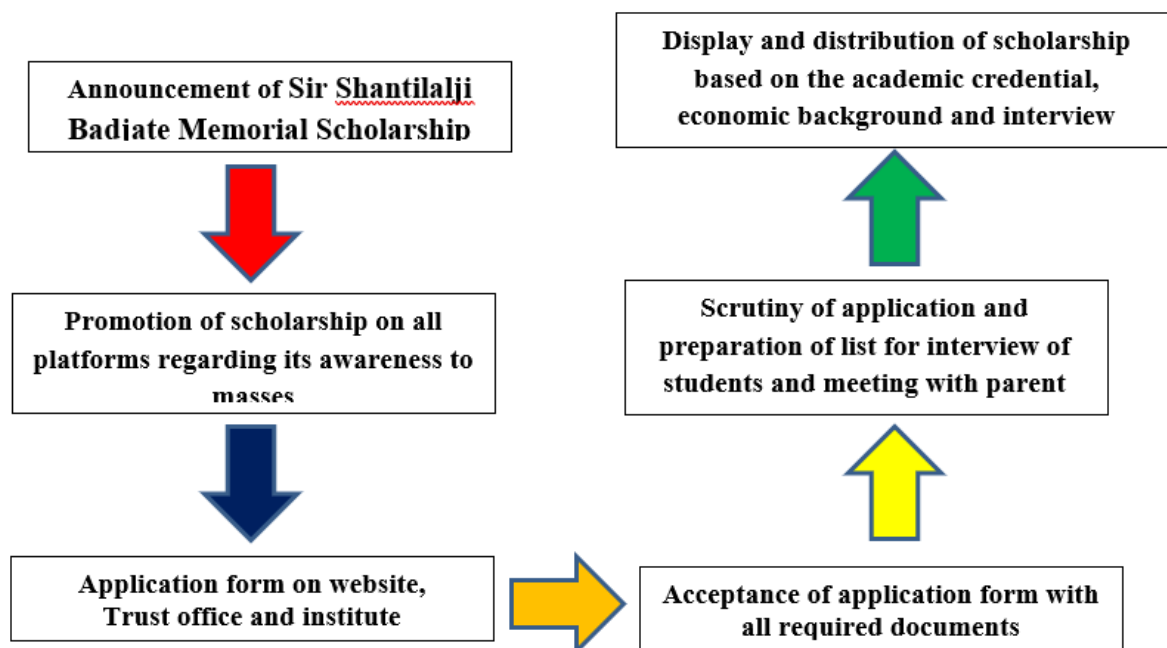 Announcement of Sir Shantilalji
Badjate Memorial Scholarship
Promotion of scholarship on all
platforms regarding its awareness to
masses
Application form on website,
Trust office and institute
Acceptance of application form with
all required documents
Scrutiny of application and
preparation of list for interview of
students and meeting with parent
Display and distribution of scholarship
based on the academic credential,
economic background and interview